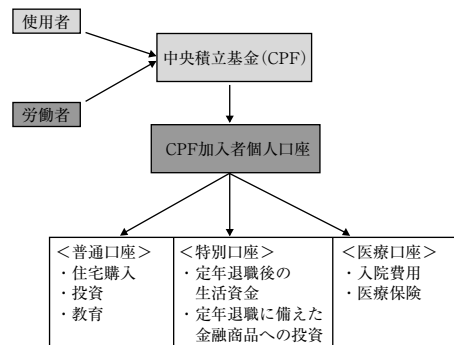 使用者
中央積立基金(CPF)
労働者
CPF加入者個人口座
＜普通口座＞
・住宅購入
・投資
・教育
＜特別口座＞
・定年退職後の
生活資金
・定年退職に備えた
金融商品への投資
＜医療口座＞
・入院費用
・医療保険